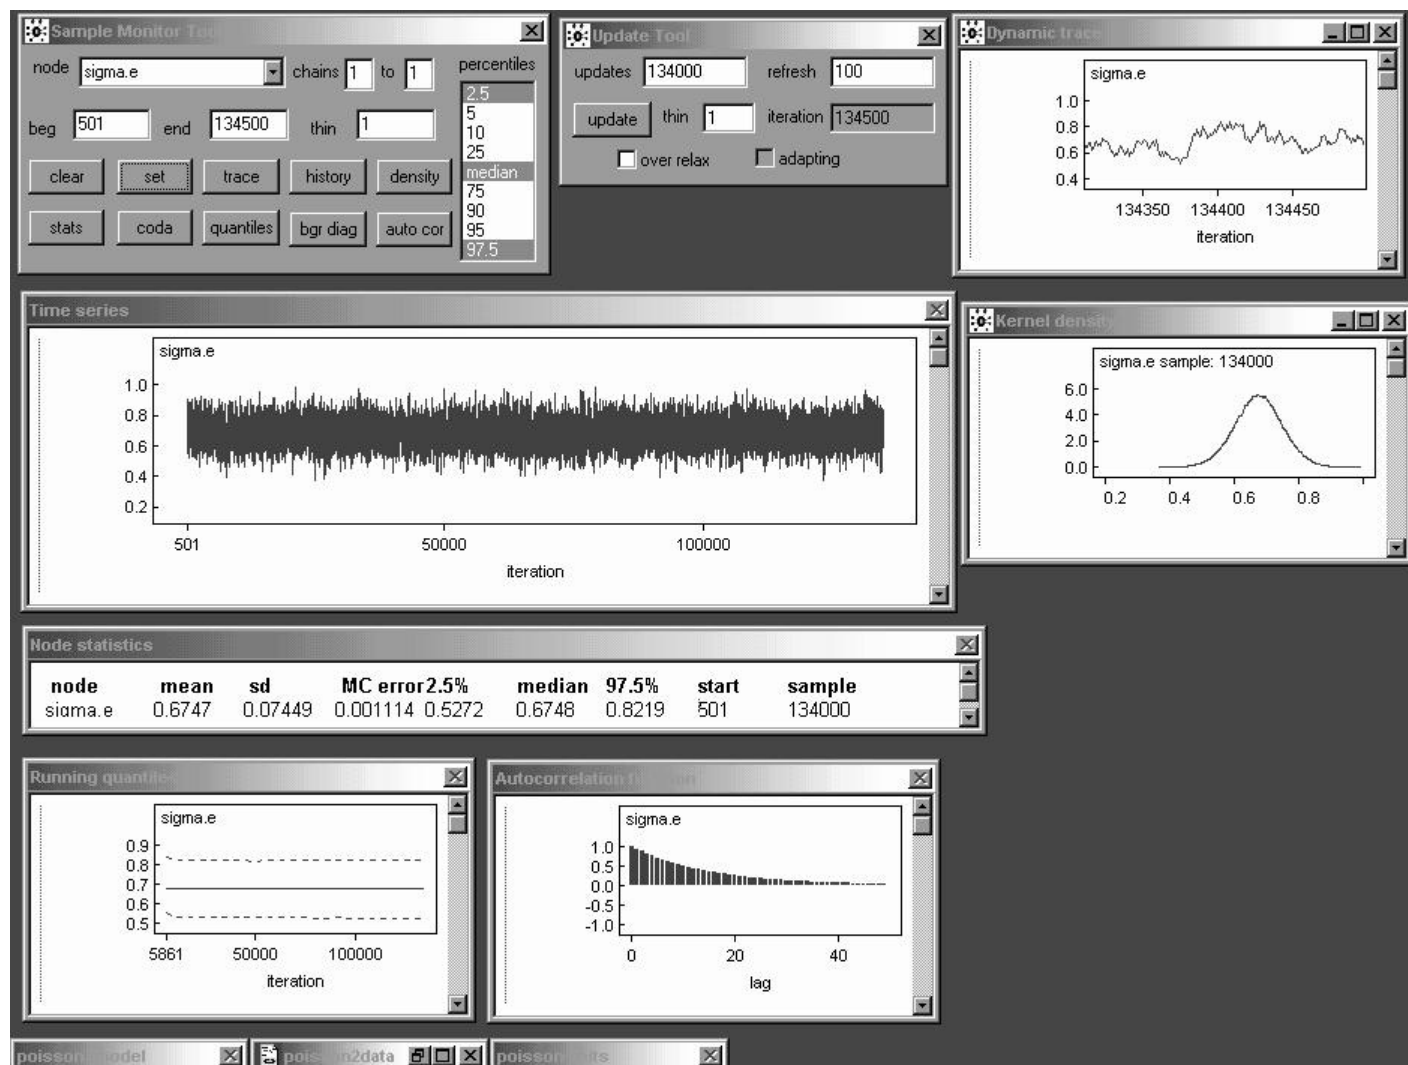 Sample Monitor Tool
node sigma.e chains 1 to 1 percentiles
beg 501 end 134500 thin 1
clear set trace history density
stats coda quantiles bgr diag auto cor
2.5
5
10
25
median
75
90
95
97.5
Update Tool
updates 134000 refresh 100
update thin 1 iteration 134500
over relax adapting
Dynamic trace
sigma.e
1.0
0.8
0.6
0.4
134350 134400 134450
iteration
Time series
sigma.e
1.0
0.8
0.6
0.4
0.2
501 50000 100000
iteration
Kernel density
sigma.e sample: 134000
6.0
4.0
2.0
0.0
0.2 0.4 0.6 0.8
Node statistics
node mean sd MC error 2.5% median 97.5% start sample
sigma.e 0.6747 0.07449 0.001114 0.5272 0.6748 0.8219 501 134000
Running quantiles
sigma.e
0.9
0.8
0.7
0.6
0.5
5861 50000 100000
iteration
Autocorrelation function
sigma.e
1.0
0.5
0.0
-0.5
-1.0
0 20 40
lag